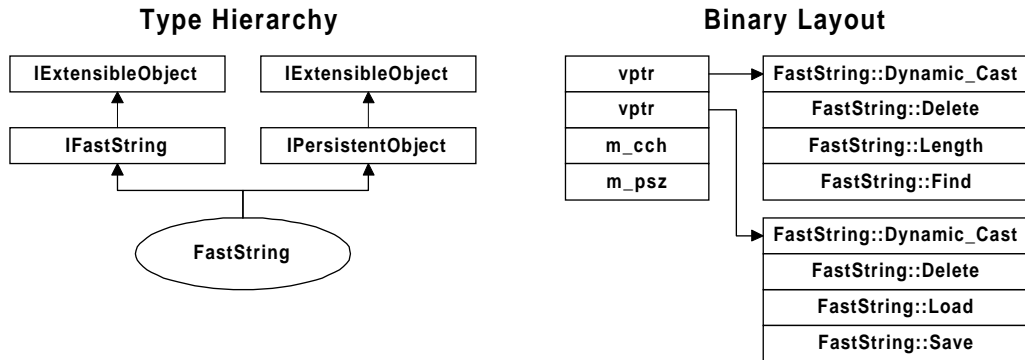 Type Hierarchy
IExtensibleObject
IExtensibleObject
IFastString
IPersistentObject
FastString
Binary Layout
vptr
vptr
m_cch
m_psz
FastString::Dynamic_Cast
FastString::Delete
FastString::Length
FastString::Find
FastString::Dynamic_Cast
FastString::Delete
FastString::Load
FastString::Save